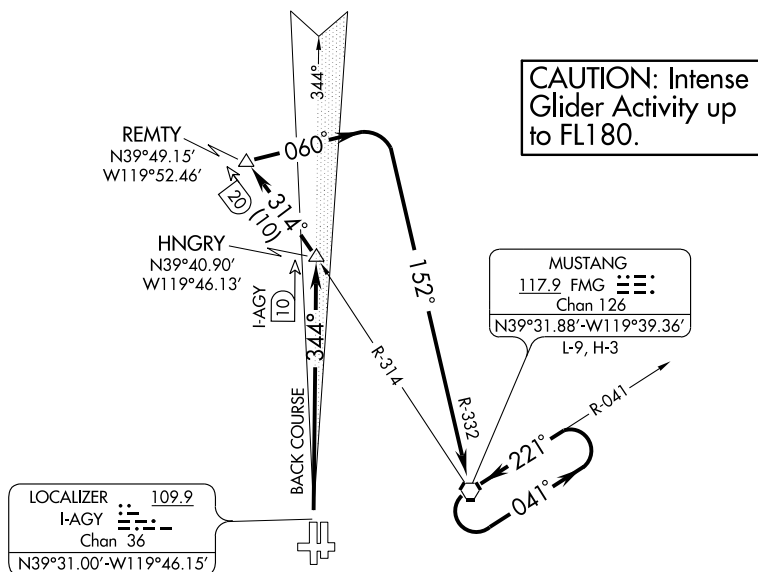 344°
CAUTION: Intense
Glider Activity up
to FL180.
REMTY
N39°49.15'
W119°52.46'
060°
20
314°
(10)
HNGRY
N39°40.90'
W119°46.13'
I-AGY
10
344°
152°
MUSTANG
117.9 FMG
Chan 126
N39°31.88'-W119°39.36'
L-9, H-3
R-314
R-332
R-041
221°
041°
BACK COURSE
LOCALIZER 109.9
I-AGY
Chan 36
N39°31.00'-W119°46.15'